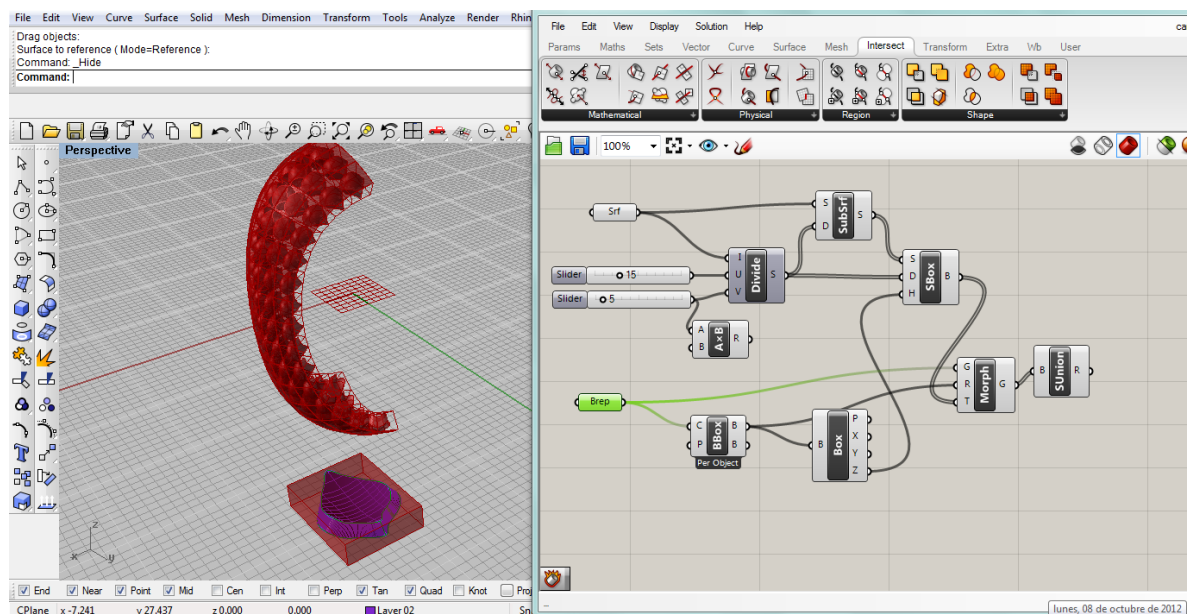 File Edit View Curve Surface Solid Mesh Dimension Transform Tools Analyze Render Rhin
Drag objects:
Surface to reference ( Mode=Reference ):
Command: _Hide
Command:
Perspective
z
x
y
End Near Point Mid Cen Int Perp Tan Quad Knot Proj
CPlane x -7.241 y 27.437 z 0.000 0.000 Layer 02 Sn
File Edit View Display Solution Help ca
Params Maths Sets Vector Curve Surface Mesh Intersect Transform Extra Wb User
Mathematical Physical Region Shape
100%
Srf
S
D
SubSrf
S
Slider 15
Slider 5
I
U
V
Divide
S
S
D
H
SBox
B
A
B
A×B
R
Brep
C
P
BBox
B
B
Per Object
B
Box
P
X
Y
Z
G
R
T
Morph
G
B
SUnion
R
lunes, 08 de octubre de 2012